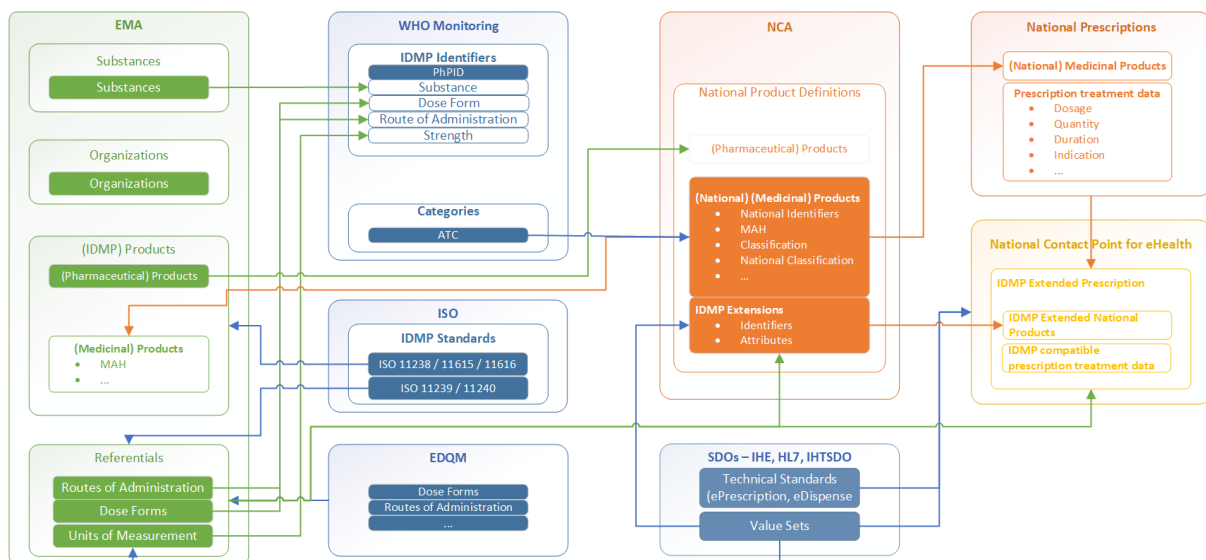 EMA
Substances
Substances
Organizations
Organizations
(IDMP) Products
(Pharmaceutical) Products
(Medicinal) Products
• MAH
• ...
Referentials
Routes of Administration
Dose Forms
Units of Measurement
WHO Monitoring
IDMP Identifiers
PhPID
Substance
Dose Form
Route of Administration
Strength
Categories
ATC
ISO
IDMP Standards
ISO 11238 / 11615 / 11616
ISO 11239 / 11240
EDQM
Dose Forms
Routes of Administration
...
NCA
National Product Definitions
(Pharmaceutical) Products
(National) (Medicinal) Products
• National Identifiers
• MAH
• Classification
• National Classification
• ...
IDMP Extensions
• Identifiers
• Attributes
SDOs – IHE, HL7, IHTSDO
Technical Standards
(ePrescription, eDispense
Value Sets
National Prescriptions
(National) Medicinal Products
Prescription treatment data
• Dosage
• Quantity
• Duration
• Indication
• ...
National Contact Point for eHealth
IDMP Extended Prescription
IDMP Extended National
Products
IDMP compatible
prescription treatment data